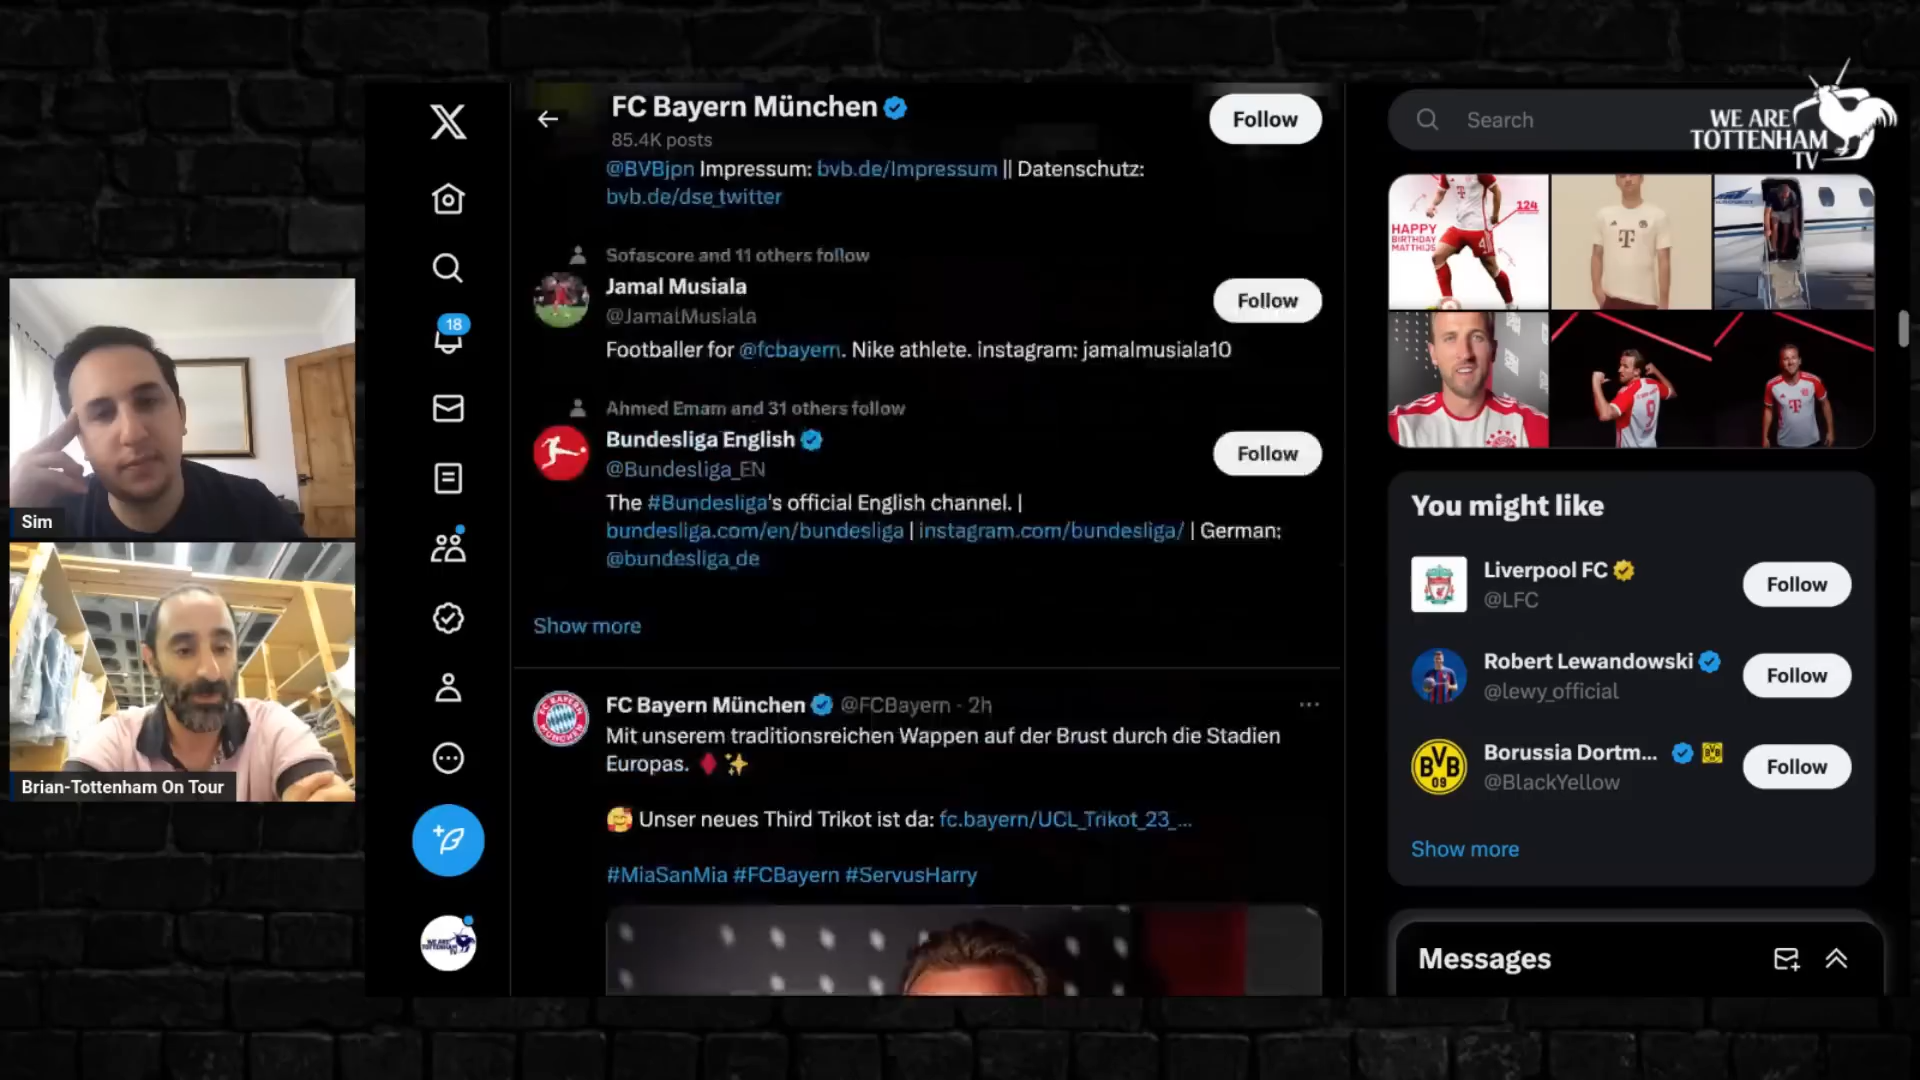 Sim
Brian-Tottenham On Tour
18
WE ARE
TOTTENHAM
TV
FC Bayern München
85.4K posts
Follow
@BVBjpn Impressum: bvb.de/Impressum || Datenschutz:
bvb.de/dse_twitter
Sofascore and 11 others follow
Jamal Musiala
@JamalMusiala
Follow
Footballer for @fcbayern. Nike athlete. instagram: jamalmusiala10
Ahmed Emam and 31 others follow
Bundesliga English
@Bundesliga_EN
Follow
The #Bundesliga's official English channel. |
bundesliga.com/en/bundesliga | instagram.com/bundesliga/ | German:
@bundesliga_de
Show more
FC Bayern München @FCBayern · 2h
Mit unserem traditionsreichen Wappen auf der Brust durch die Stadien
Europas.
Unser neues Third Trikot ist da: fc.bayern/UCL_Trikot_23_...
#MiaSanMia #FCBayern #ServusHarry
Search
HAPPY
BIRTHDAY
MATTHIJS
124
4
T
9
T
You might like
Liverpool FC
@LFC
Follow
Robert Lewandowski
@lewy_official
Follow
BVB
09
Borussia Dortm...
@BlackYellow
Follow
Show more
Messages